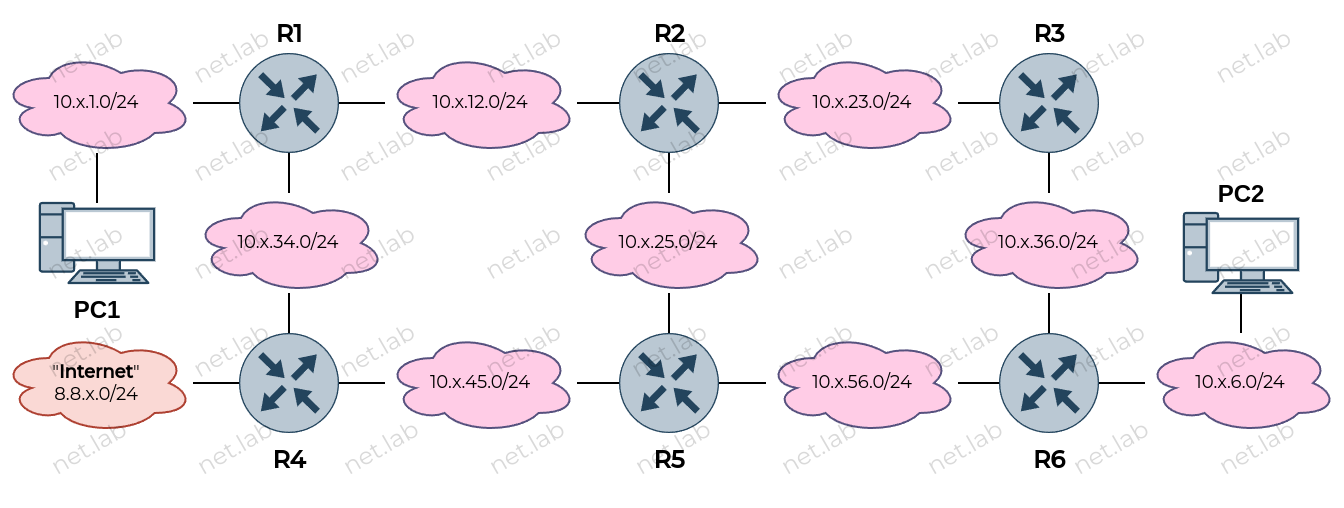 R1
R2
R3
10.x.1.0/24
10.x.12.0/24
10.x.23.0/24
PC2
10.x.34.0/24
10.x.25.0/24
10.x.36.0/24
PC1
"Internet"
8.8.x.0/24
10.x.45.0/24
10.x.56.0/24
10.x.6.0/24
R4
R5
R6
net.lab